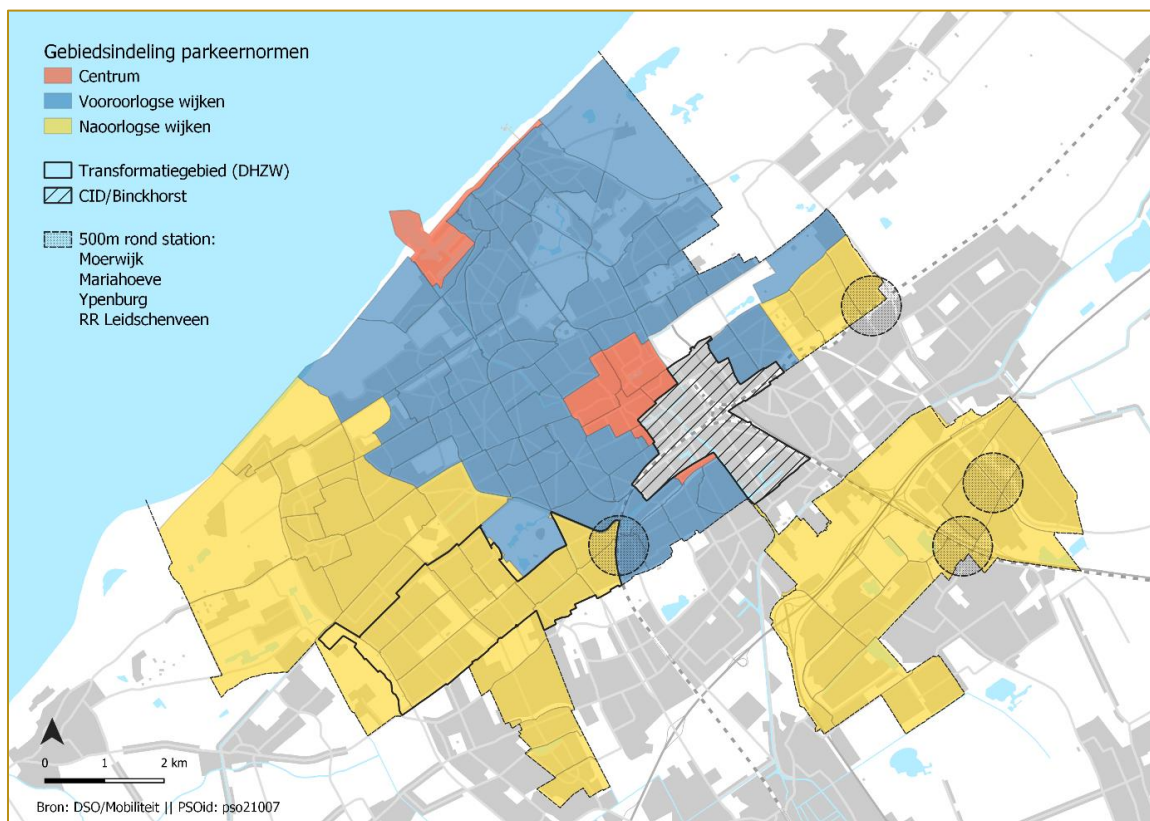 Gebiedsindeling parkeernormen
Centrum
Vooroorlogse wijken
Naoorlogse wijken
Transformatiegebied (DHZW)
CID/Binckhorst
500m rond station:
Moerwijk
Mariahoeve
Ypenburg
RR Leidschenveen
0 1 2 km
Bron: DSO/Mobiliteit || PSOid: pso21007